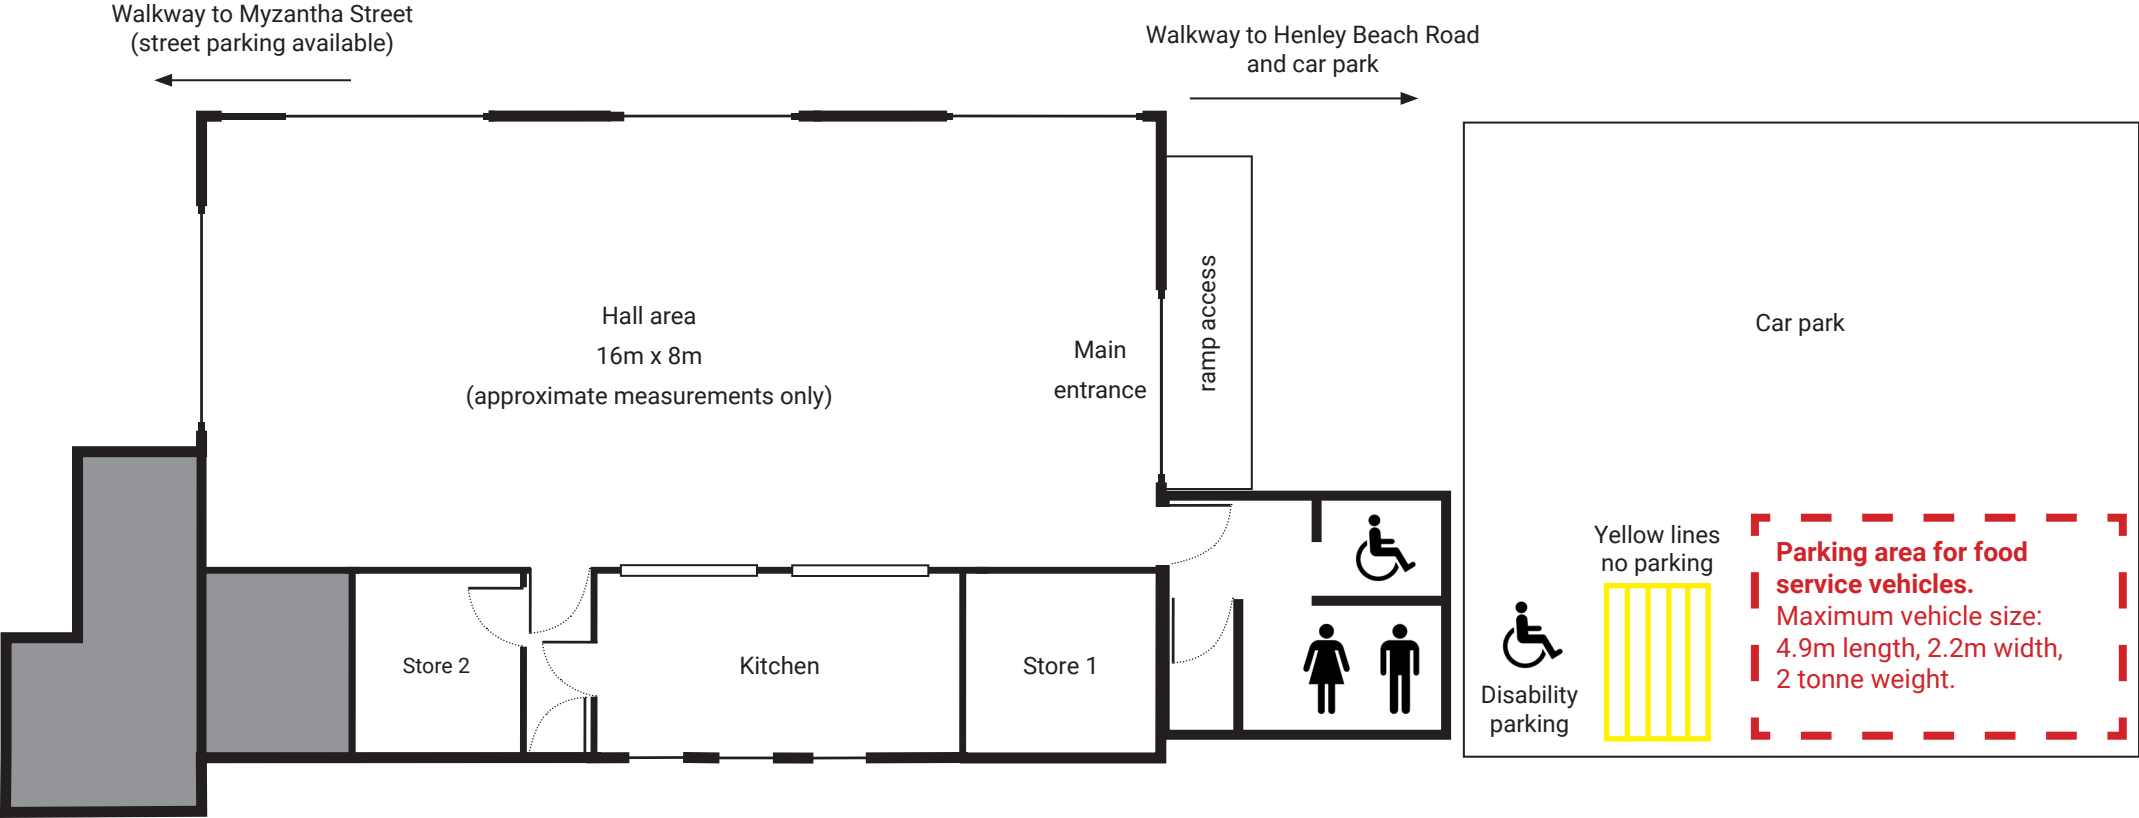 Walkway to Myzantha Street
(street parking available)
Walkway to Henley Beach Road
and car park
Hall area
16m x 8m
(approximate measurements only)
Main
entrance
ramp access
Car park
Store 2
Kitchen
Store 1
Yellow lines
no parking
Disability
parking
Parking area for food
service vehicles.
Maximum vehicle size:
4.9m length, 2.2m width,
2 tonne weight.